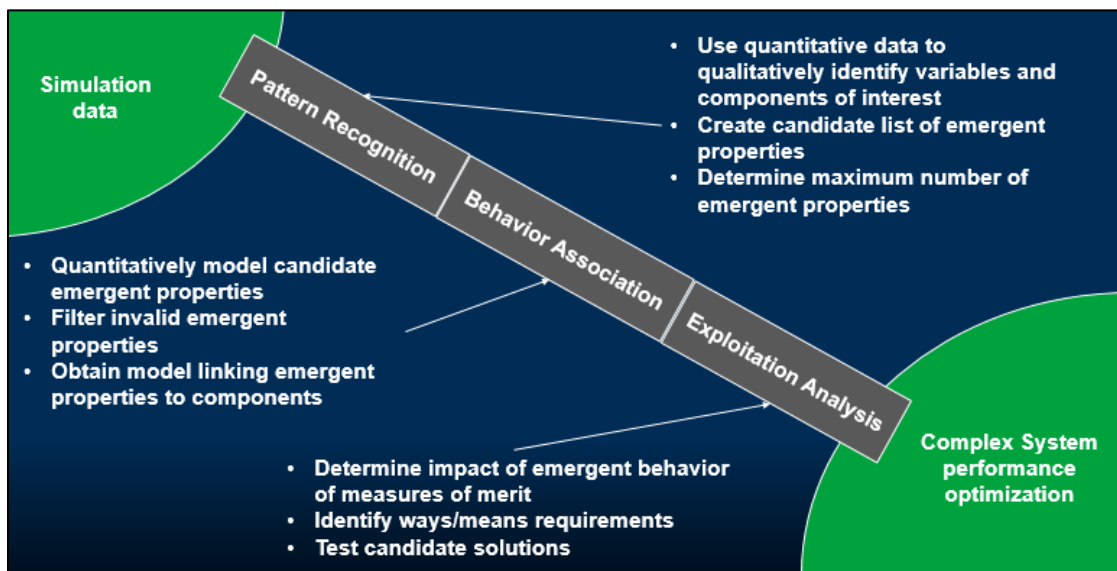 Simulation
data
Pattern Recognition
• Use quantitative data to
qualitatively identify variables and
components of interest
• Create candidate list of emergent
properties
• Determine maximum number of
emergent properties
Behavior Association
• Quantitatively model candidate
emergent properties
• Filter invalid emergent
properties
• Obtain model linking emergent
properties to components
Exploitation Analysis
• Determine impact of emergent behavior
of measures of merit
• Identify ways/means requirements
• Test candidate solutions
Complex System
performance
optimization